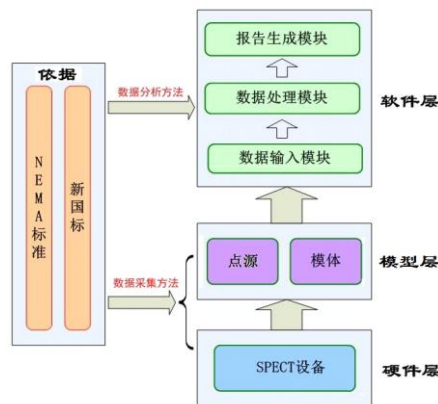 依据
NEMA标准
新国标
数据分析方法
数据采集方法
报告生成模块
数据处理模块
数据输入模块
软件层
点源
模体
模型层
SPECT设备
硬件层